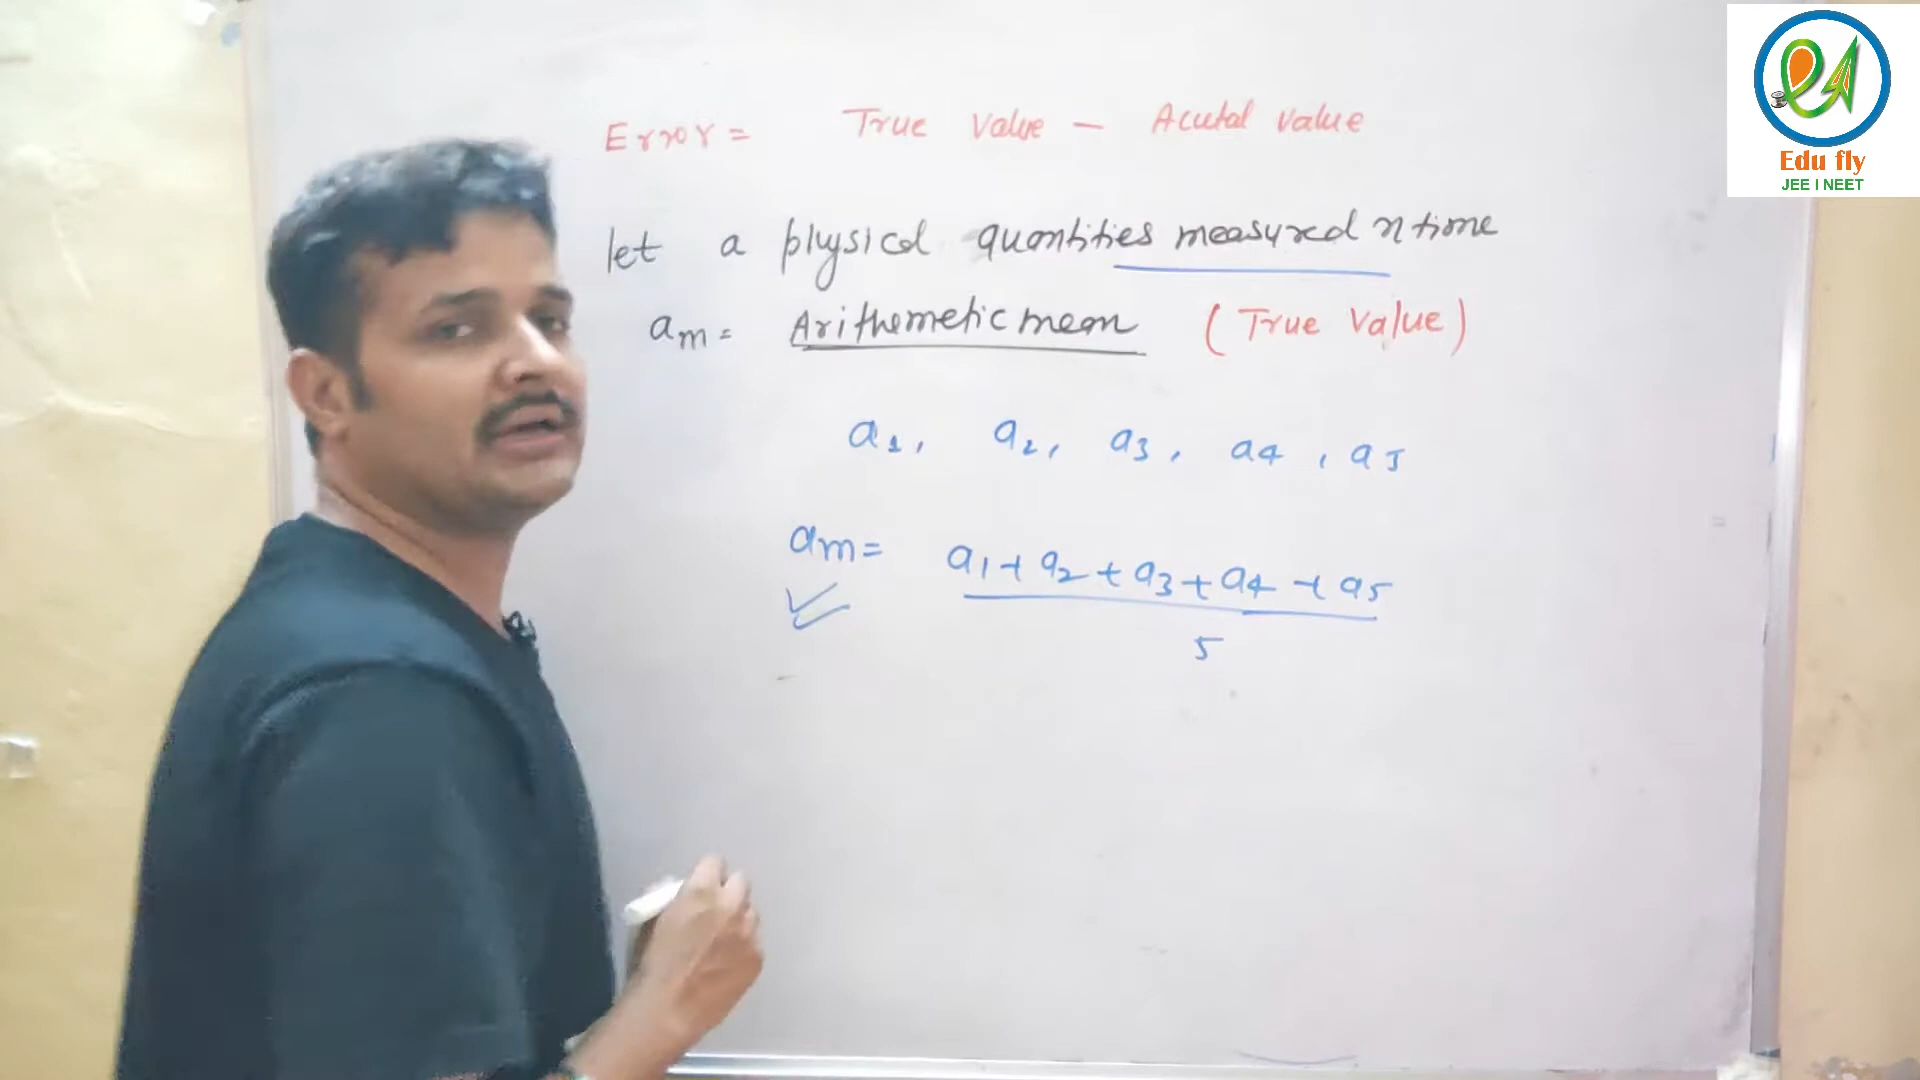 Error = True Value - Acutal Value
let a physical quantities measured n time
am = Arithemetic mean (True Value)
a1, a2, a3, a4, a5
am = a1 + a2 + a3 + a4 + a5
5
Edu fly
JEE I NEET